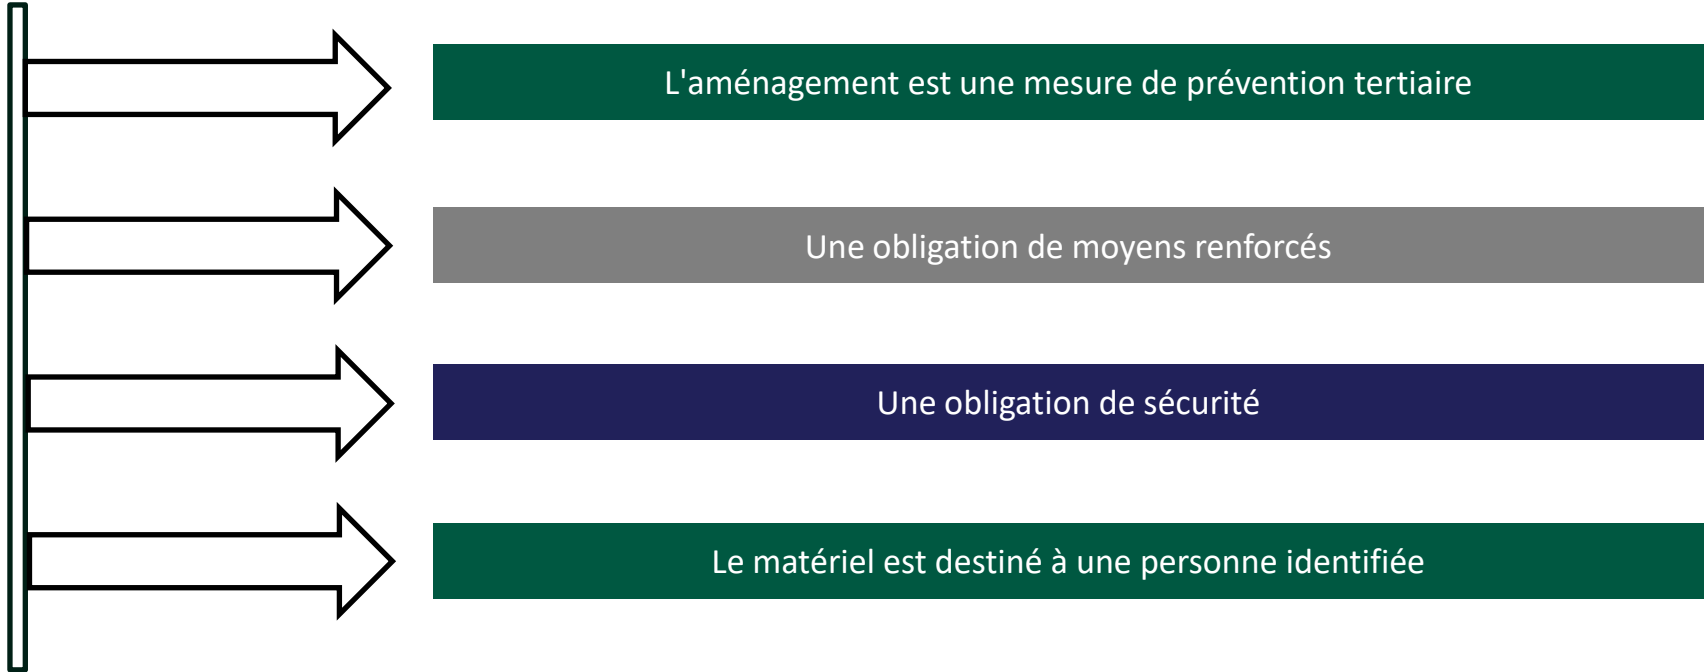 L'aménagement est une mesure de prévention tertiaire
Une obligation de moyens renforcés
Une obligation de sécurité
Le matériel est destiné à une personne identifiée